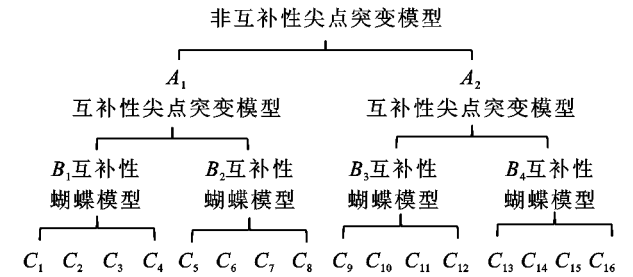 非互补性尖点突变模型
A₁ A₂
互补性尖点突变模型 互补性尖点突变模型
B₁互补性 B₂互补性 B₃互补性 B₄互补性
蝴蝶模型 蝴蝶模型 蝴蝶模型 蝴蝶模型
C₁ C₂ C₃ C₄ C₅ C₆ C₇ C₈ C₉ C₁₀ C₁₁ C₁₂ C₁₃ C₁₄ C₁₅ C₁₆